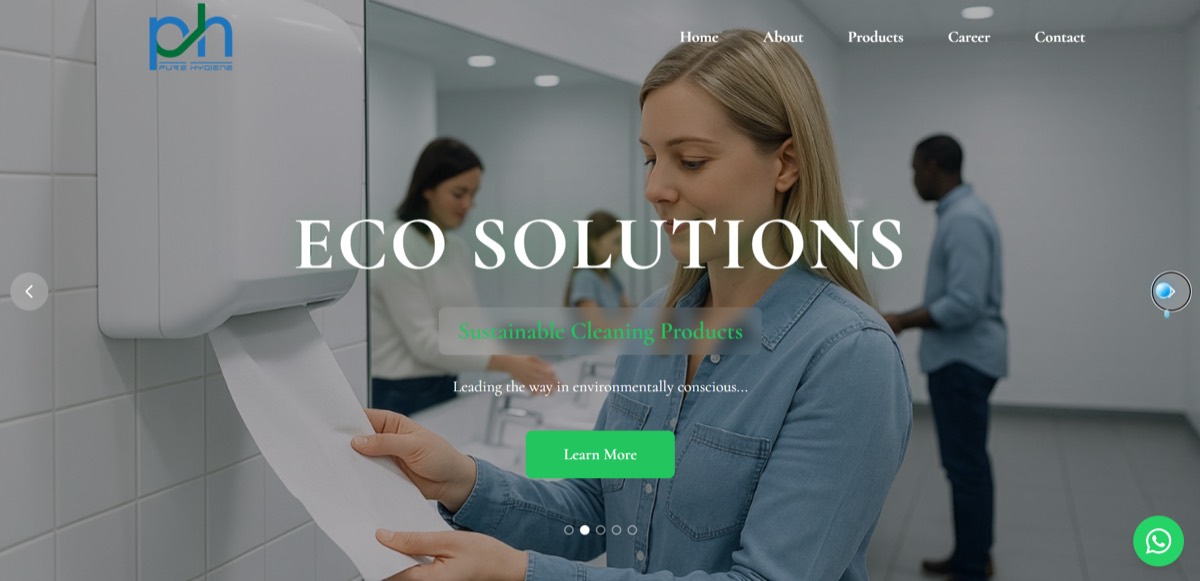 ph
PURE HYGIENE
Home About Products Career Contact
ECO SOLUTIONS
Sustainable Cleaning Products
Leading the way in environmentally conscious...
Learn More